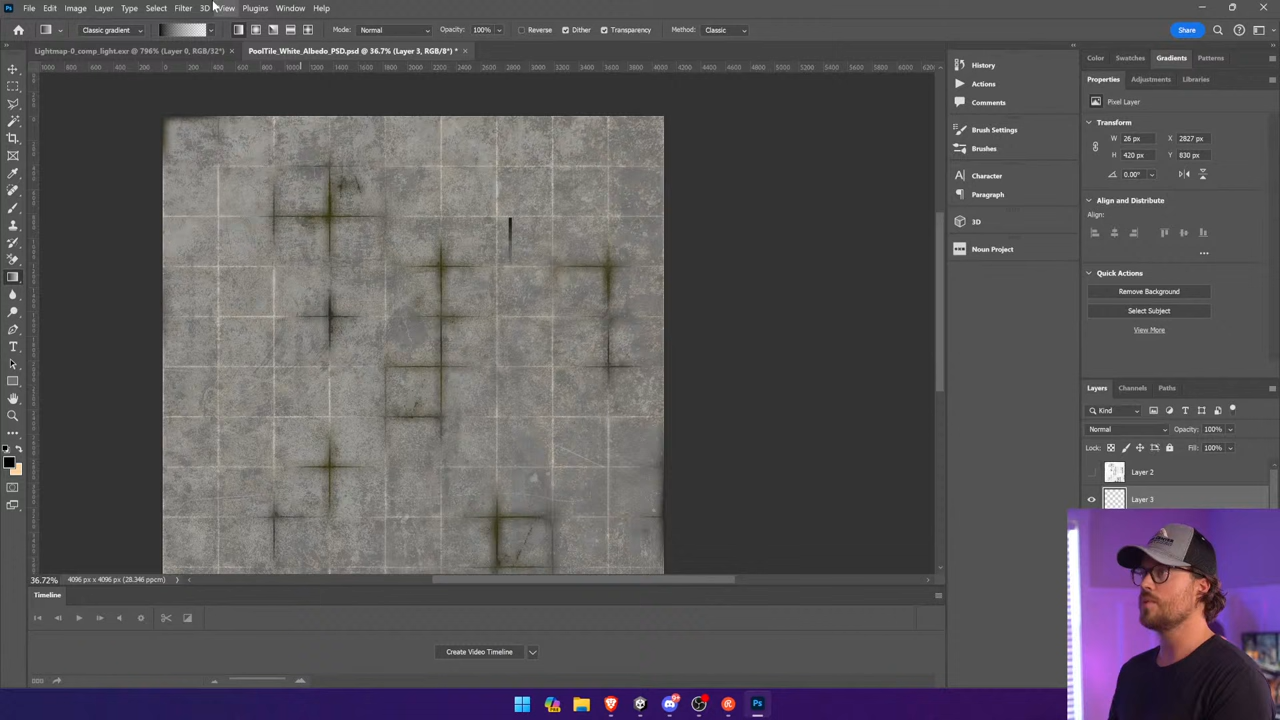 Ps File Edit Image Layer Type Select Filter 3D View Plugins Window Help
Classic gradient Mode: Normal Opacity: 100% Reverse Dither Transparency Method: Classic Share
Lightmap-0_comp_light.exr @ 796% (Layer 0, RGB/32*) × PoolTile_White_Albedo_PSD.psd @ 36.7% (Layer 3, RGB/8*) * ×
History
Actions
Comments
Brush Settings
Brushes
Character
Paragraph
3D
Noun Project
Color Swatches Gradients Patterns
Properties Adjustments Libraries
Pixel Layer
Transform
W 26 px X 2827 px
H 420 px Y 830 px
0.00°
Align and Distribute
Align:
Quick Actions
Remove Background
Select Subject
View More
Layers Channels Paths
Kind
Normal Opacity: 100%
Lock: Fill: 100%
Layer 2
Layer 3
36.72% 4096 px x 4096 px (28.346 ppcm)
Timeline
Create Video Timeline